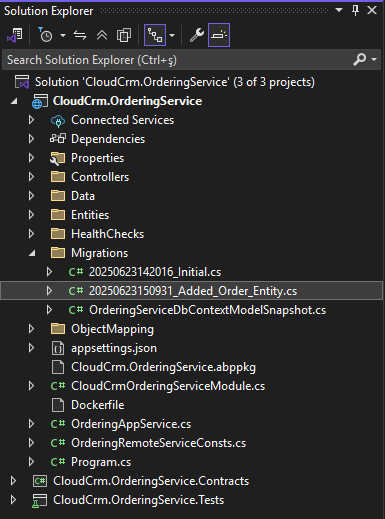 Solution Explorer
Search Solution Explorer (Ctrl+ş)
Solution 'CloudCrm.OrderingService' (3 of 3 projects)
CloudCrm.OrderingService
Connected Services
Dependencies
Properties
Controllers
Data
Entities
HealthChecks
Migrations
C# 20250623142016_Initial.cs
C# 20250623150931_Added_Order_Entity.cs
C# OrderingServiceDbContextModelSnapshot.cs
ObjectMapping
appsettings.json
CloudCrm.OrderingService.abppkg
C# CloudCrmOrderingServiceModule.cs
Dockerfile
C# OrderingAppService.cs
C# OrderingRemoteServiceConsts.cs
C# Program.cs
C# CloudCrm.OrderingService.Contracts
CloudCrm.OrderingService.Tests